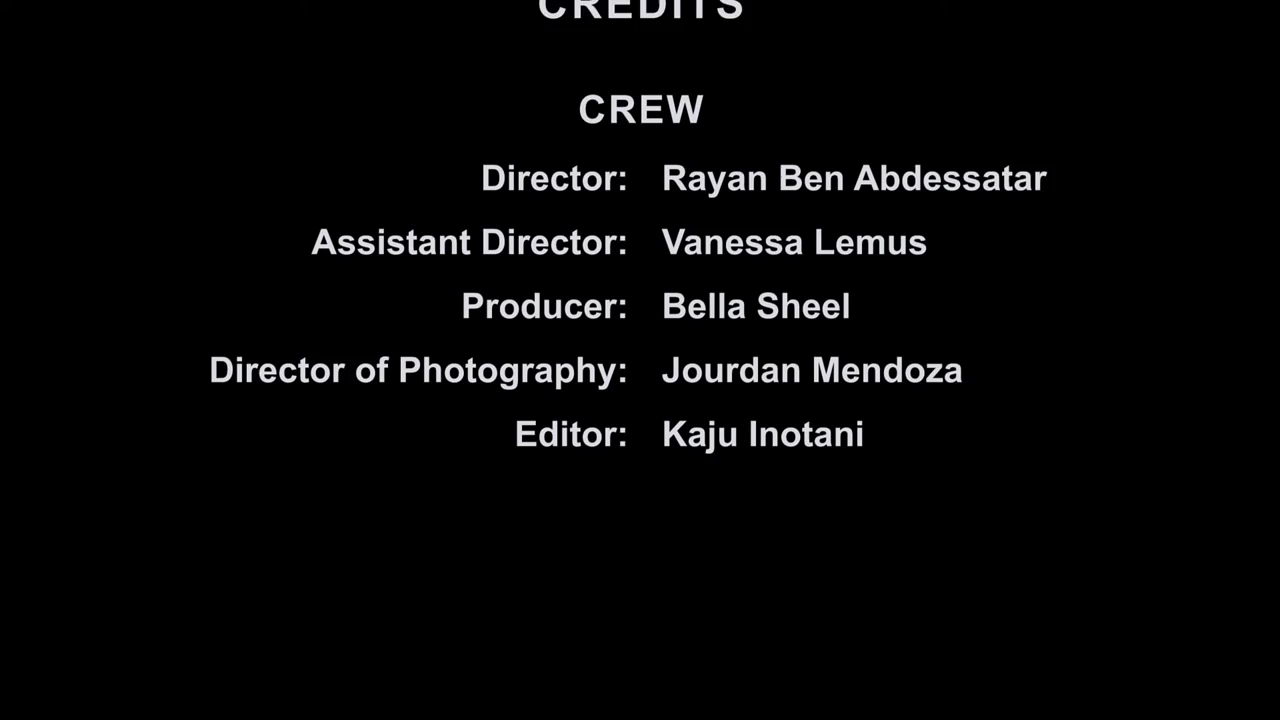 CREDITS
CREW
Director: Rayan Ben Abdessatar
Assistant Director: Vanessa Lemus
Producer: Bella Sheel
Director of Photography: Jourdan Mendoza
Editor: Kaju Inotani